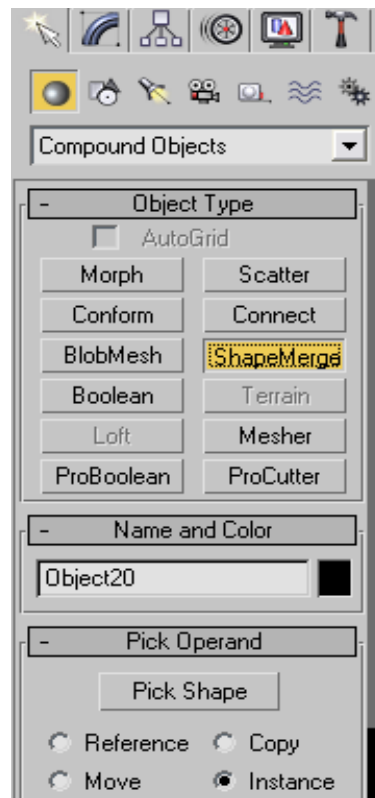 Compound Objects
- Object Type
AutoGrid
Morph Scatter
Conform Connect
BlobMesh ShapeMerge
Boolean Terrain
Loft Mesher
ProBoolean ProCutter
- Name and Color
Object20
- Pick Operand
Pick Shape
Reference Copy
Move Instance